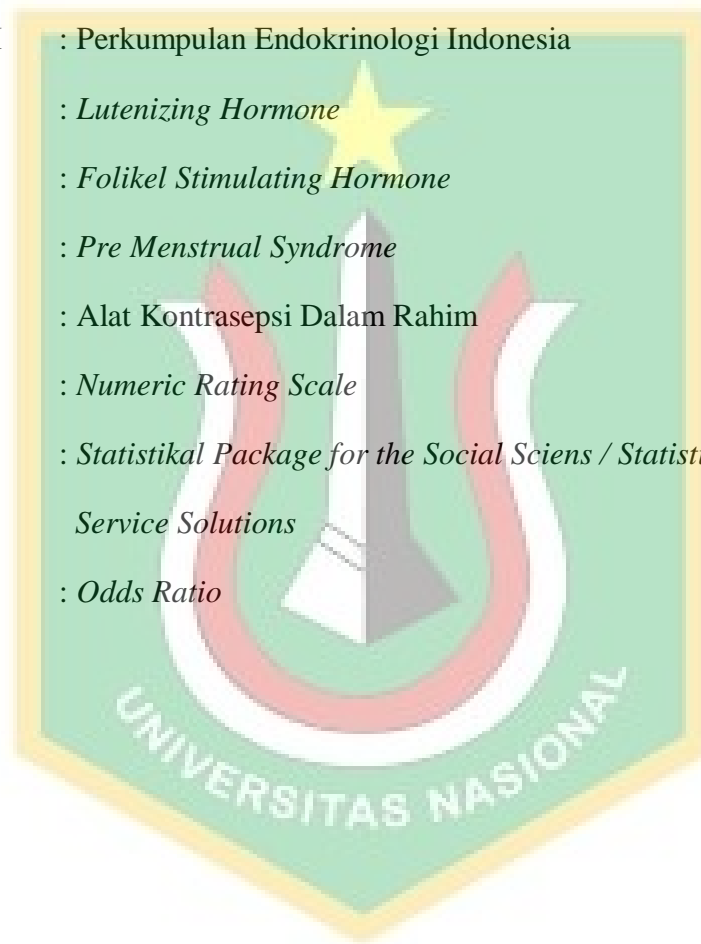 : Perkumpulan Endokrinologi Indonesia
: Lutenizing Hormone
: Folikel Stimulating Hormone
: Pre Menstrual Syndrome
: Alat Kontrasepsi Dalam Rahim
: Numeric Rating Scale
: Statistikal Package for the Social Sciens /
Service Solutions
: Odds Ratio
UNIVERSITAS NASIONAL